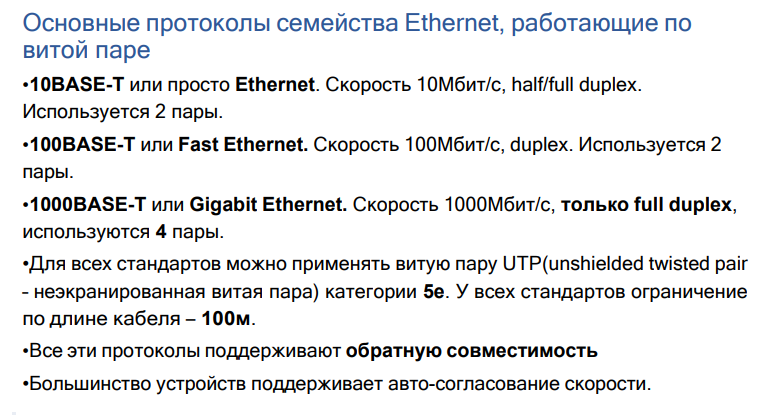 Основные протоколы семейства Ethernet, работающие по
витой паре
•10BASE-T или просто Ethernet. Скорость 10Мбит/с, half/full duplex.
Используется 2 пары.
•100BASE-T или Fast Ethernet. Скорость 100Мбит/с, duplex. Используется 2
пары.
•1000BASE-T или Gigabit Ethernet. Скорость 1000Мбит/с, только full duplex,
используются 4 пары.
•Для всех стандартов можно применять витую пару UTP(unshielded twisted pair
– неэкранированная витая пара) категории 5e. У всех стандартов ограничение
по длине кабеля – 100м.
•Все эти протоколы поддерживают обратную совместимость
•Большинство устройств поддерживает авто-согласование скорости.